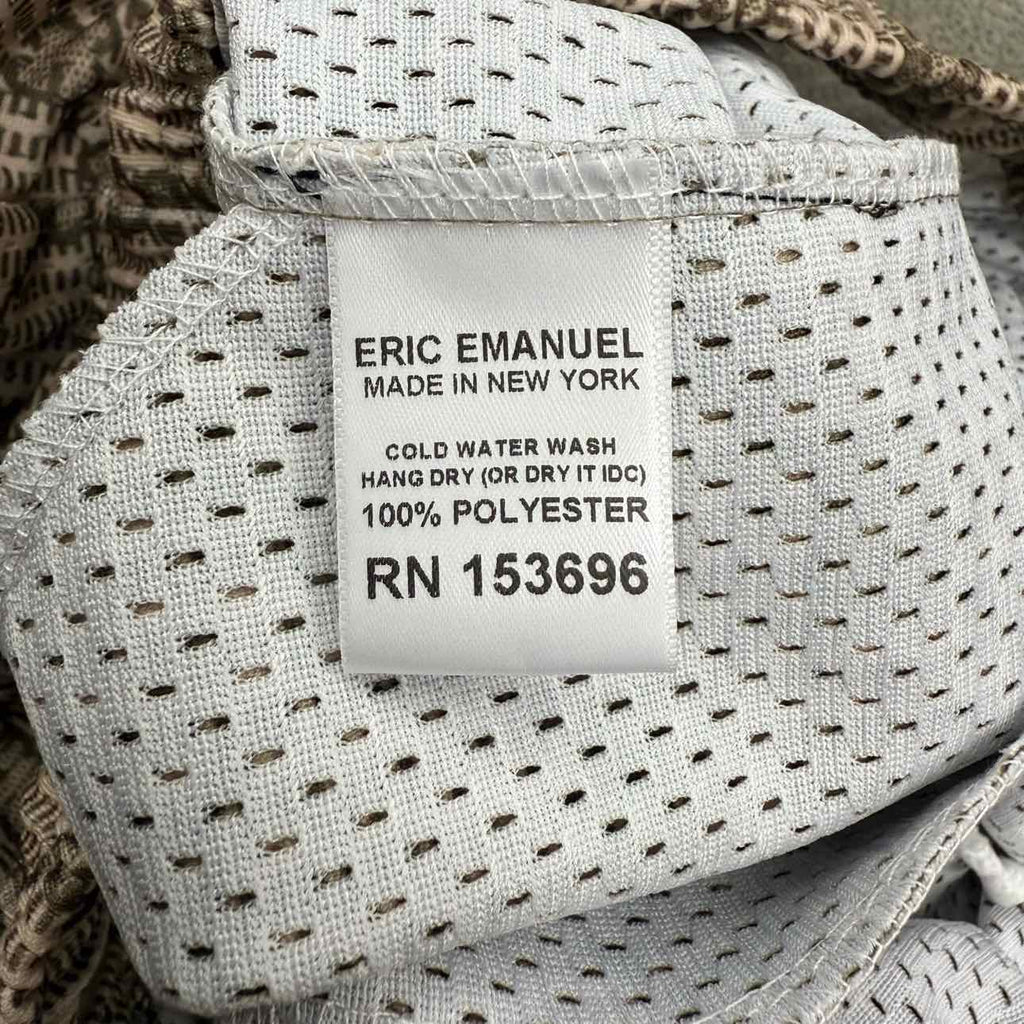 ERIC EMANUEL
MADE IN NEW YORK
COLD WATER WASH
HANG DRY (OR DRY IT IDC)
100% POLYESTER
RN 153696